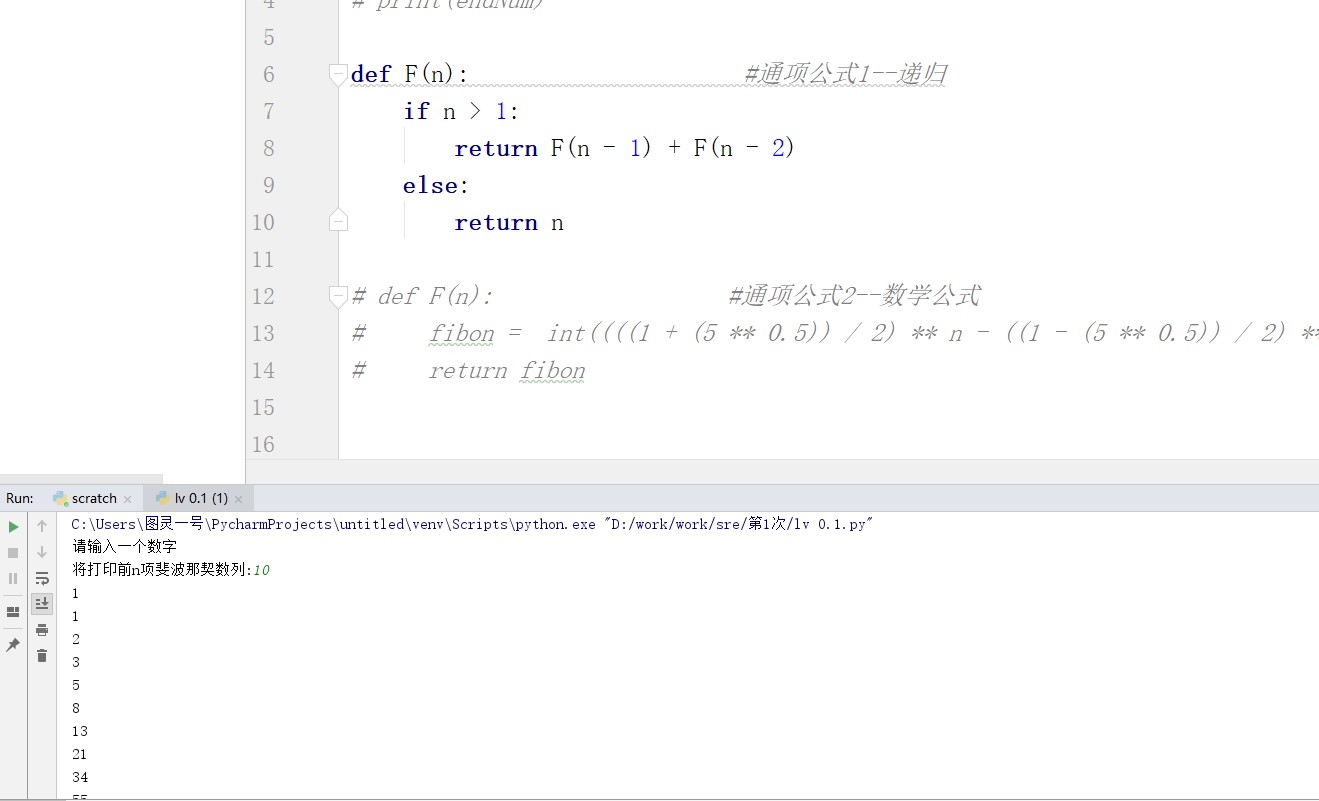 4 # print(endNum)
5
6 def F(n): #通项公式1--递归
7 if n > 1:
8 return F(n - 1) + F(n - 2)
9 else:
10 return n
11
12 # def F(n): #通项公式2--数学公式
13 # fibon = int((((1 + (5 ** 0.5)) / 2) ** n - ((1 - (5 ** 0.5)) / 2) **
14 # return fibon
15
16
Run: scratch × lv 0.1 (1) ×
C:\Users\图灵一号\PycharmProjects\untitled\venv\Scripts\python.exe "D:/work/work/sre/第1次/lv 0.1.py"
请输入一个数字
将打印前n项斐波那契数列:10
1
1
2
3
5
8
13
21
34
55